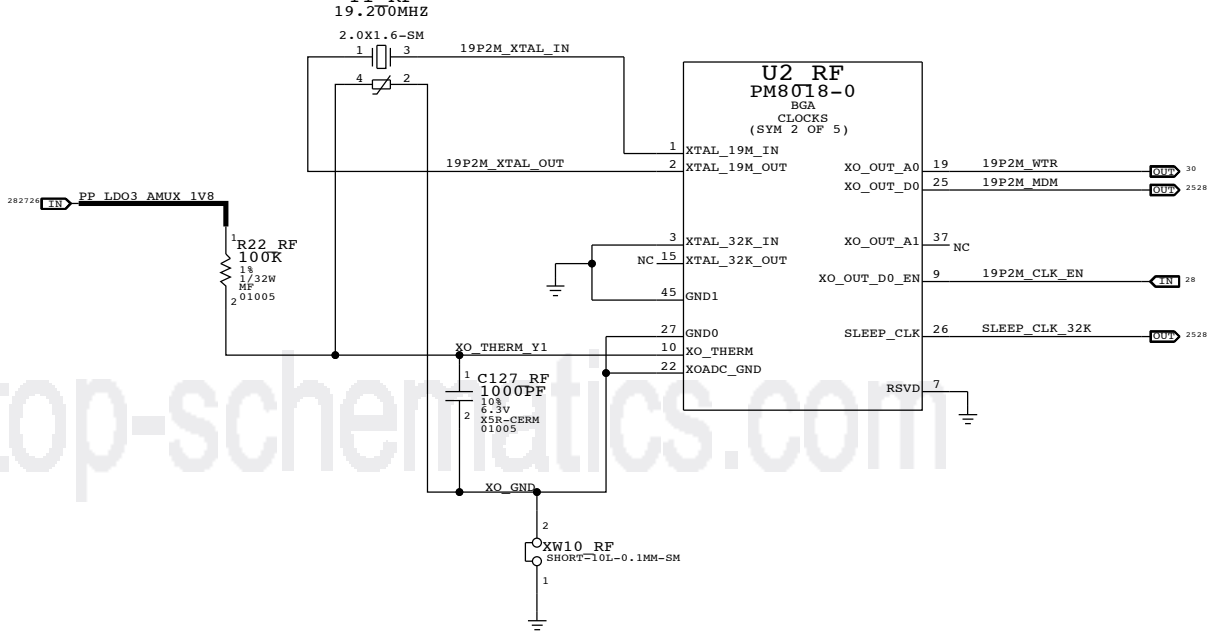 19.200MHZ
2.0X1.6-SM
1
3
19P2M_XTAL_IN
4
2
U2_RF
PM8018-0
BGA
CLOCKS
(SYM 2 OF 5)
1 XTAL_19M_IN
19P2M_XTAL_OUT
2 XTAL_19M_OUT
XO_OUT_A0 19 19P2M_WTR OUT 30
XO_OUT_D0 25 19P2M_MDM OUT 2528
282726 IN PP_LDO3_AMUX_1V8
1
R22_RF
100K
1%
1/32W
MF
01005
2
3 XTAL_32K_IN
XO_OUT_A1 37 NC
NC 15 XTAL_32K_OUT
XO_OUT_D0_EN 9 19P2M_CLK_EN IN 28
45 GND1
27 GND0
SLEEP_CLK 26 SLEEP_CLK_32K OUT 2528
XO_THERM_Y1
10 XO_THERM
22 XOADC_GND
RSVD 7
1
C127_RF
1000PF
10%
6.3V
X5R-CERM
01005
2
top-schematics.com
XO_GND
2
XW10_RF
SHORT-10L-0.1MM-SM
1